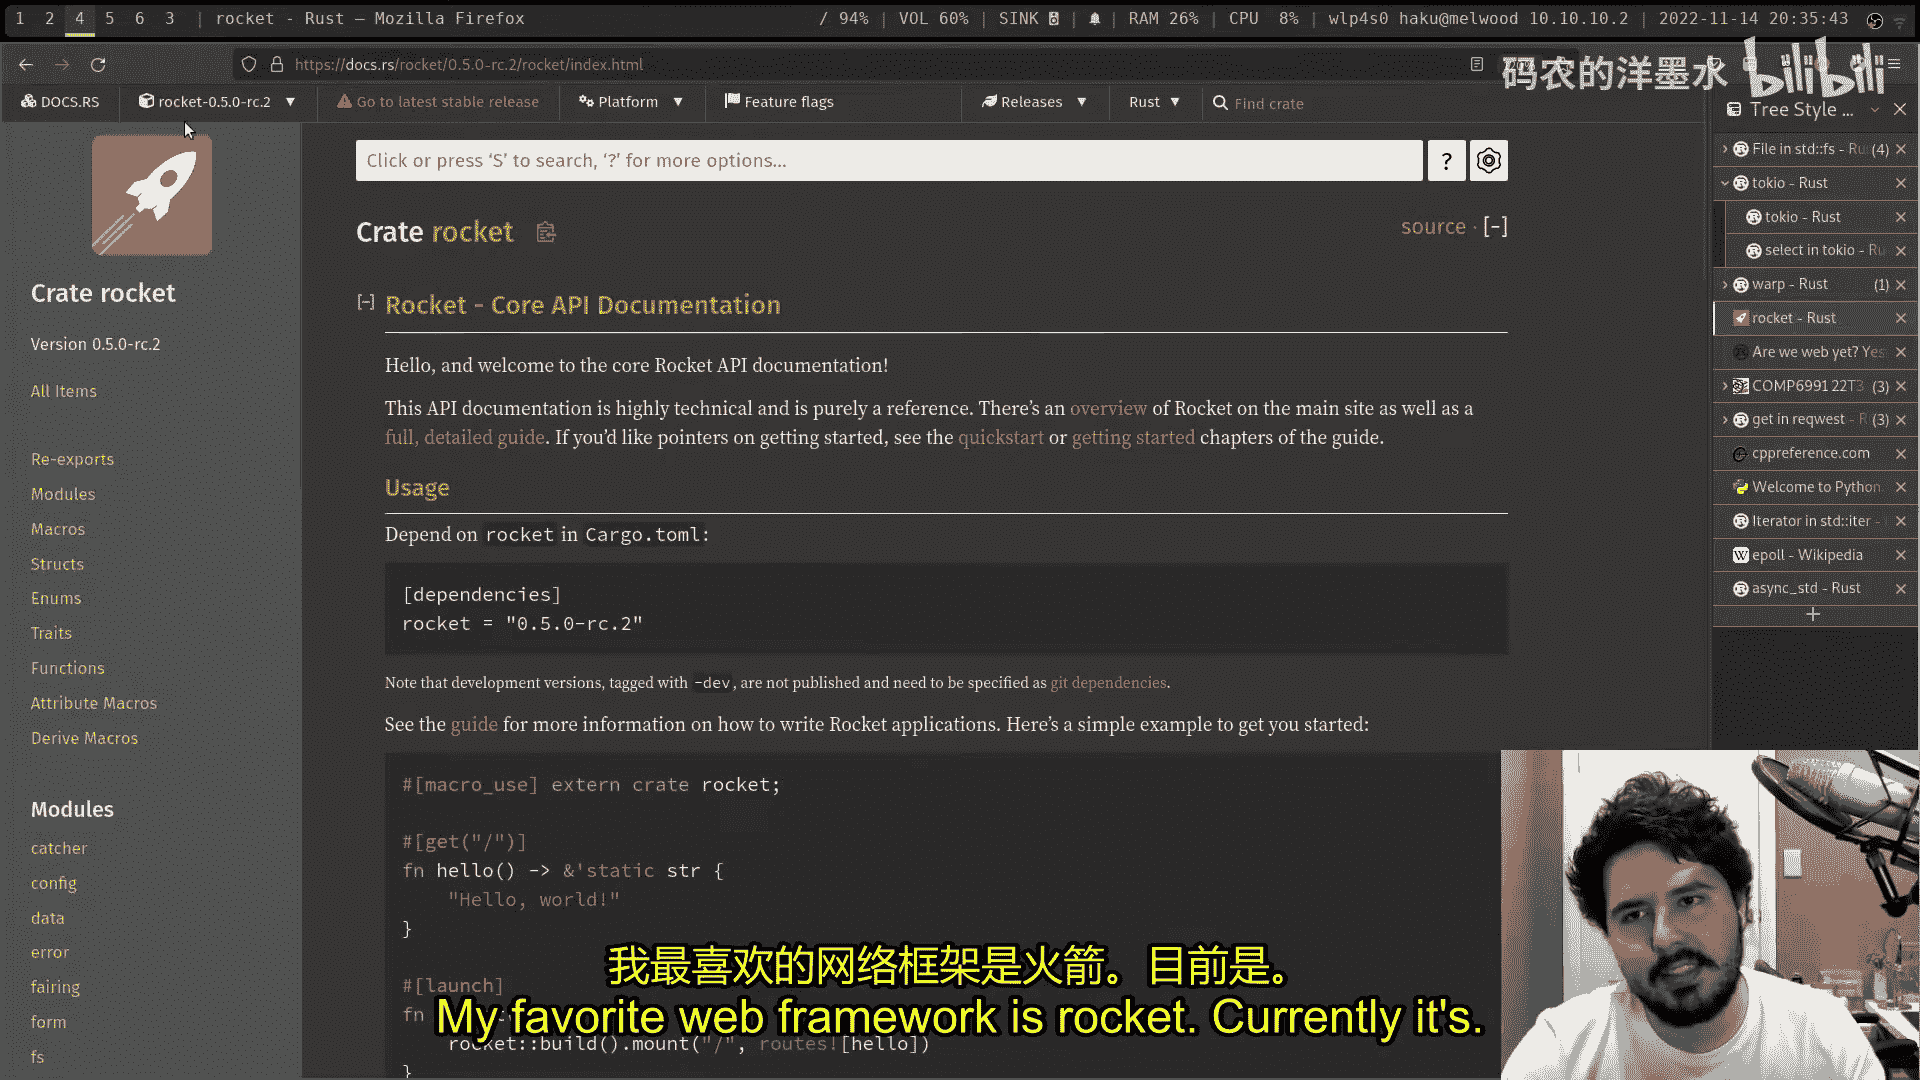 1 2 4 5 6 3 | rocket - Rust — Mozilla Firefox
/ 94% | VOL 60% | SINK | | RAM 26% | CPU 8% | wlp4s0 haku@melwood 10.10.10.2 | 2022-11-14 20:35:43
https://docs.rs/rocket/0.5.0-rc.2/rocket/index.html
码农的洋墨水 bilibili
DOCS.RS rocket-0.5.0-rc.2 Go to latest stable release Platform Feature flags Releases Rust Find crate
Click or press ‘S’ to search, ‘?’ for more options...
?
Crate rocket
source · [-]
[-] Rocket - Core API Documentation
Hello, and welcome to the core Rocket API documentation!
This API documentation is highly technical and is purely a reference. There’s an overview of Rocket on the main site as well as a
full, detailed guide. If you’d like pointers on getting started, see the quickstart or getting started chapters of the guide.
Usage
Depend on rocket in Cargo.toml:
[dependencies]
rocket = "0.5.0-rc.2"
Note that development versions, tagged with -dev, are not published and need to be specified as git dependencies.
See the guide for more information on how to write Rocket applications. Here’s a simple example to get you started:
#[macro_use] extern crate rocket;
#[get("/")]
fn hello() -> &'static str {
"Hello, world!"
}
#[launch]
fn
rocket::build().mount("/", routes![hello])
}
Crate rocket
Version 0.5.0-rc.2
All Items
Re-exports
Modules
Macros
Structs
Enums
Traits
Functions
Attribute Macros
Derive Macros
Modules
catcher
config
data
error
fairing
form
fs
Tree Style ...
File in std::fs - Ru (4)
tokio - Rust
tokio - Rust
select in tokio - Ru
warp - Rust (1)
rocket - Rust
Are we web yet? Yes
COMP6991 22T3 (3)
get in reqwest - R (3)
cppreference.com
Welcome to Python
Iterator in std::iter -
epoll - Wikipedia
async_std - Rust
我最喜欢的网络框架是火箭。目前是。
My favorite web framework is rocket. Currently it's.